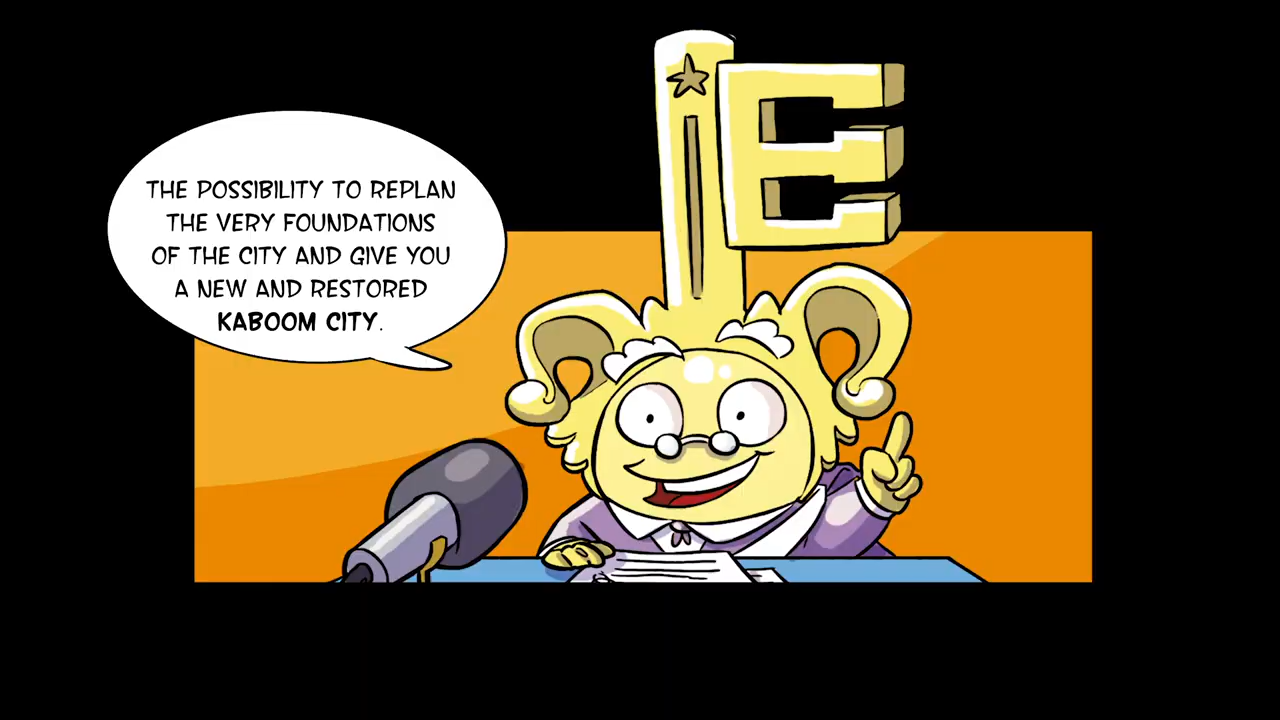 THE POSSIBILITY TO REPLAN
THE VERY FOUNDATIONS
OF THE CITY AND GIVE YOU
A NEW AND RESTORED
KABOOM CITY.
E